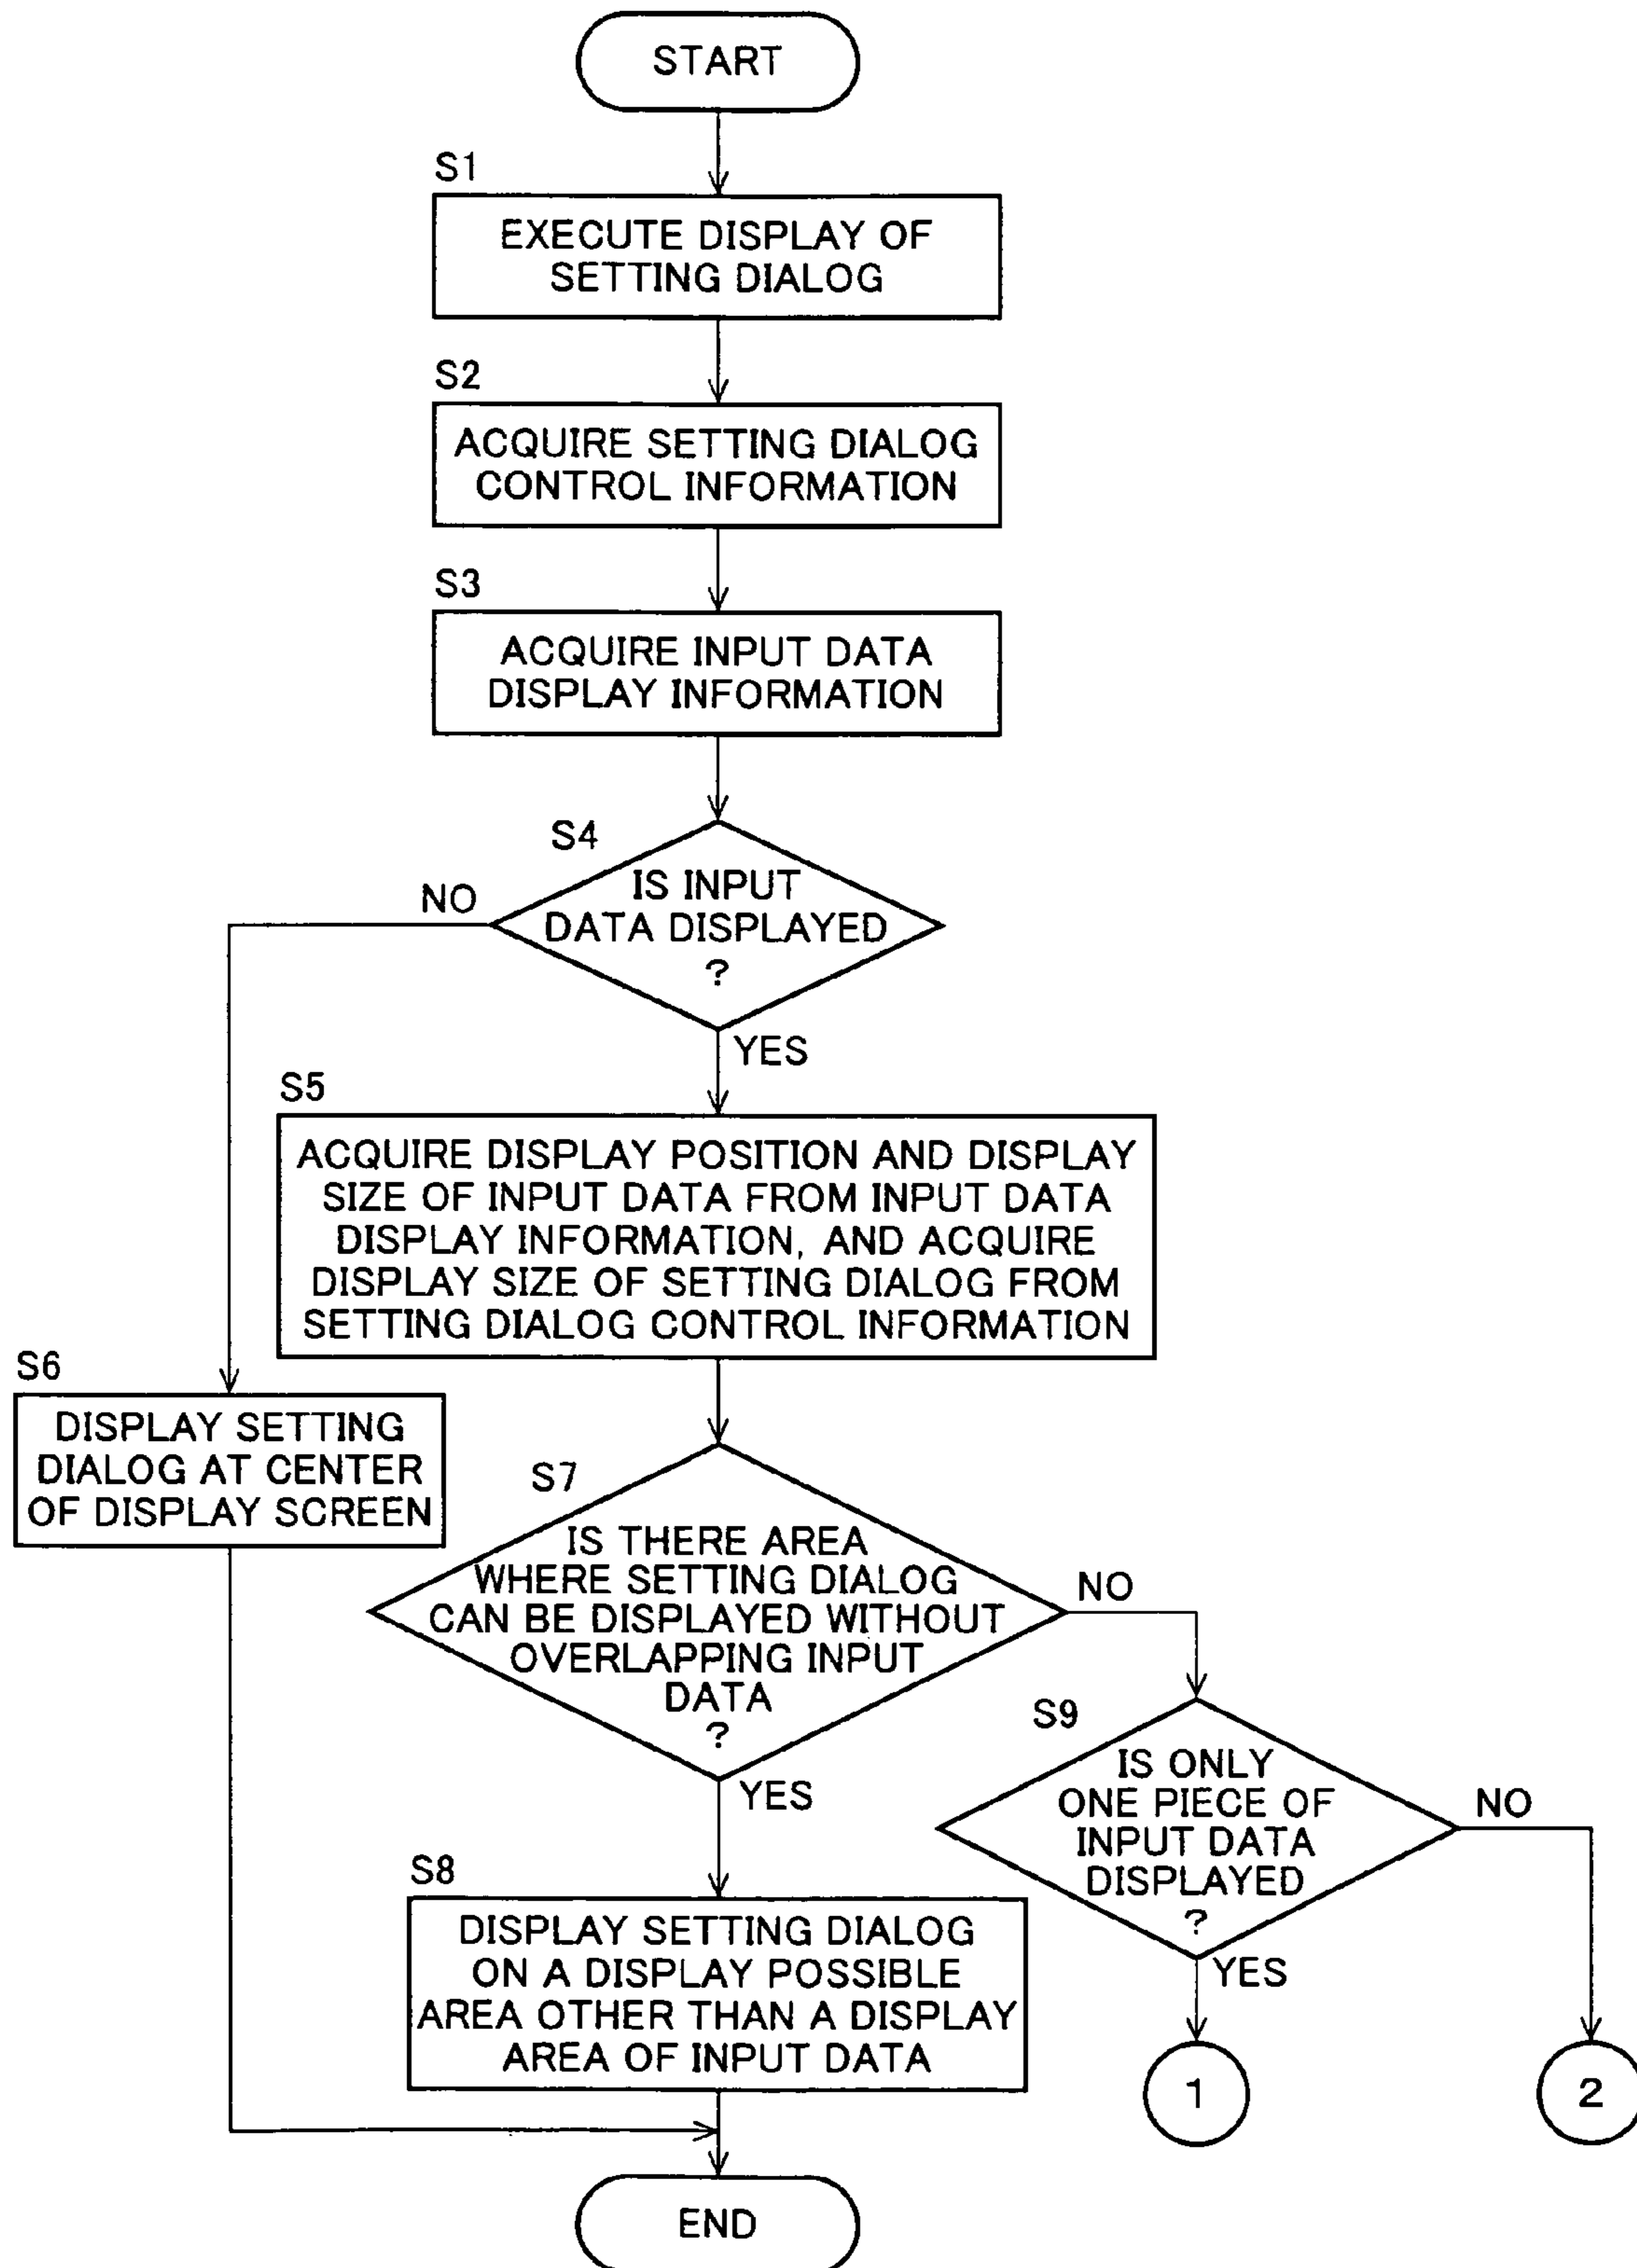 START
S1
EXECUTE DISPLAY OF
SETTING DIALOG
S2
ACQUIRE SETTING DIALOG
CONTROL INFORMATION
S3
ACQUIRE INPUT DATA
DISPLAY INFORMATION
S4
IS INPUT
DATA DISPLAYED
?
NO
YES
S5
ACQUIRE DISPLAY POSITION AND DISPLAY
SIZE OF INPUT DATA FROM INPUT DATA
DISPLAY INFORMATION, AND ACQUIRE
DISPLAY SIZE OF SETTING DIALOG FROM
SETTING DIALOG CONTROL INFORMATION
S6
DISPLAY SETTING
DIALOG AT CENTER
OF DISPLAY SCREEN
S7
IS THERE AREA
WHERE SETTING DIALOG
CAN BE DISPLAYED WITHOUT
OVERLAPPING INPUT
DATA
?
NO
YES
S9
IS ONLY
ONE PIECE OF
INPUT DATA
DISPLAYED
?
NO
YES
S8
DISPLAY SETTING DIALOG
ON A DISPLAY POSSIBLE
AREA OTHER THAN A DISPLAY
AREA OF INPUT DATA
1
2
END